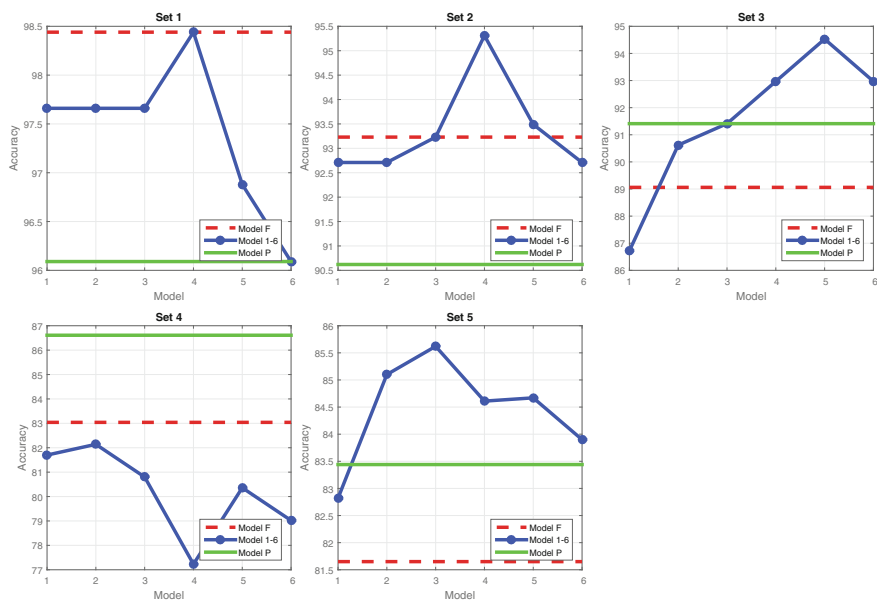 Set 1
98.5
98
97.5
97
96.5
96
Accuracy
1 2 3 4 5 6
Model
Model F
Model 1-6
Model P
Set 2
95.5
95
94.5
94
93.5
93
92.5
92
91.5
91
90.5
Accuracy
1 2 3 4 5 6
Model
Model F
Model 1-6
Model P
Set 3
95
94
93
92
91
90
89
88
87
86
Accuracy
1 2 3 4 5 6
Model
Model F
Model 1-6
Model P
Set 4
87
86
85
84
83
82
81
80
79
78
77
Accuracy
1 2 3 4 5 6
Model
Model F
Model 1-6
Model P
Set 5
86
85.5
85
84.5
84
83.5
83
82.5
82
81.5
Accuracy
1 2 3 4 5 6
Model
Model F
Model 1-6
Model P